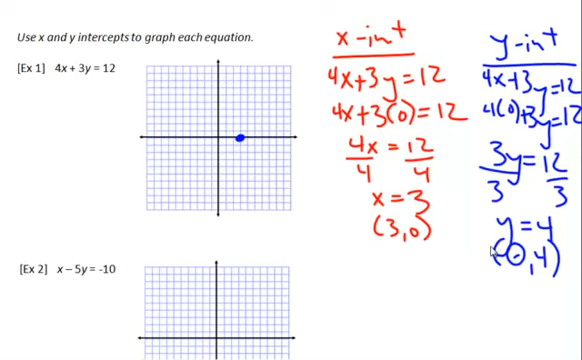 Use x and y intercepts to graph each equation.
[Ex 1] 4x + 3y = 12
[Ex 2] x – 5y = -10
x-int
4x+3y=12
4x+3(0)=12
4x/4 = 12/4
x = 3
(3,0)
y-int
4x+3y=12
4(0)+3y=12
3y/3 = 12/3
y = 4
(0,4)